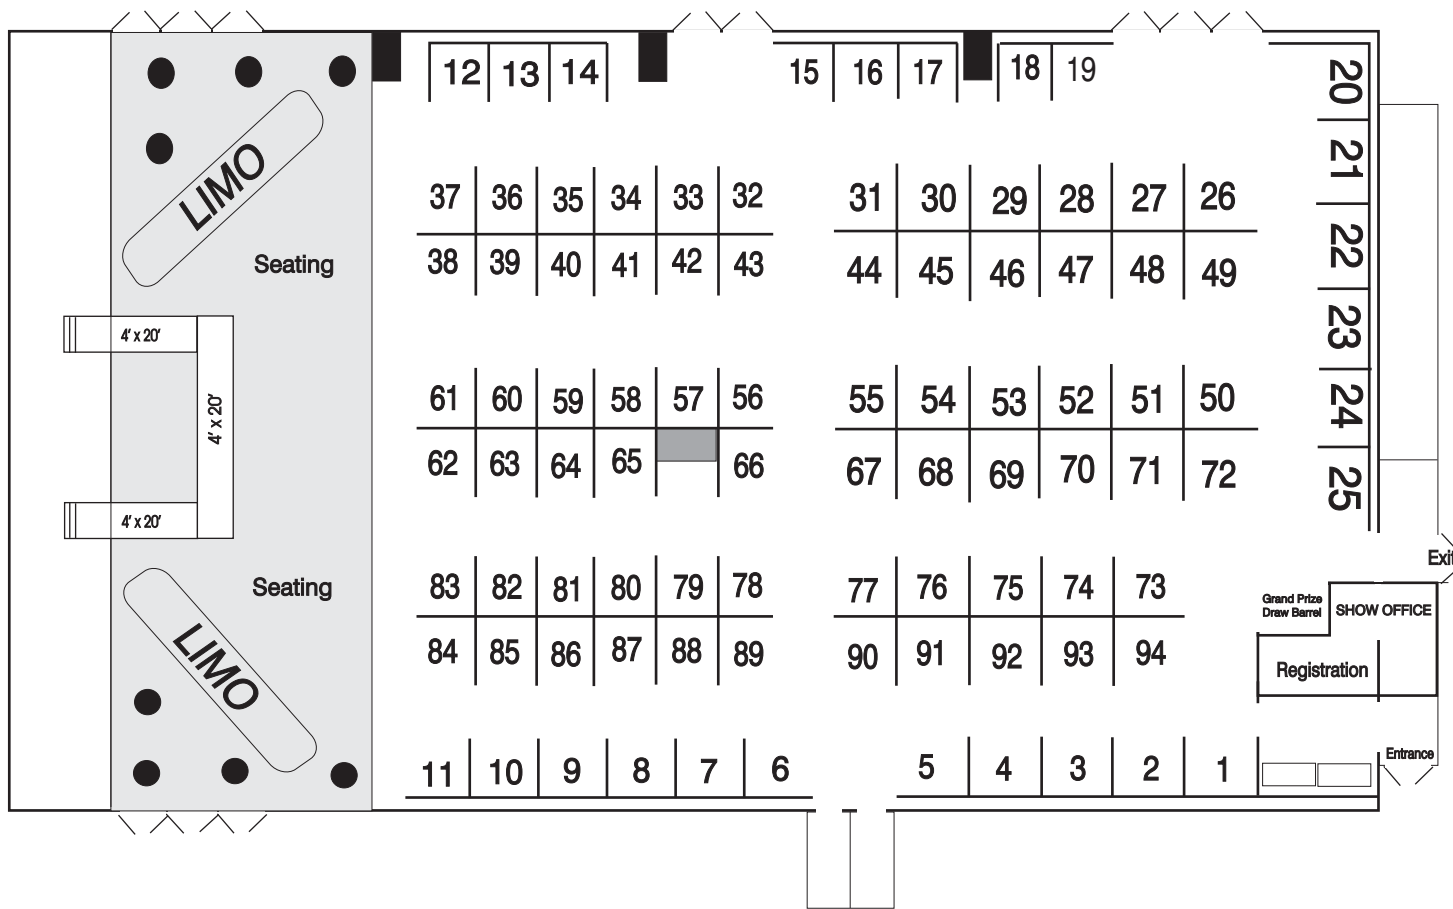 12 13 14 15 16 17 18 19
20
21
22
23
24
25
LIMO
Seating
37 36 35 34 33 32 31 30 29 28 27 26
38 39 40 41 42 43 44 45 46 47 48 49
4' x 20'
4' x 20'
4' x 20'
61 60 59 58 57 56 55 54 53 52 51 50
62 63 64 65 66 67 68 69 70 71 72
Seating
LIMO
83 82 81 80 79 78 77 76 75 74 73
84 85 86 87 88 89 90 91 92 93 94
Exit
Grand Prize
Draw Barrel
SHOW OFFICE
Registration
Entrance
11 10 9 8 7 6 5 4 3 2 1